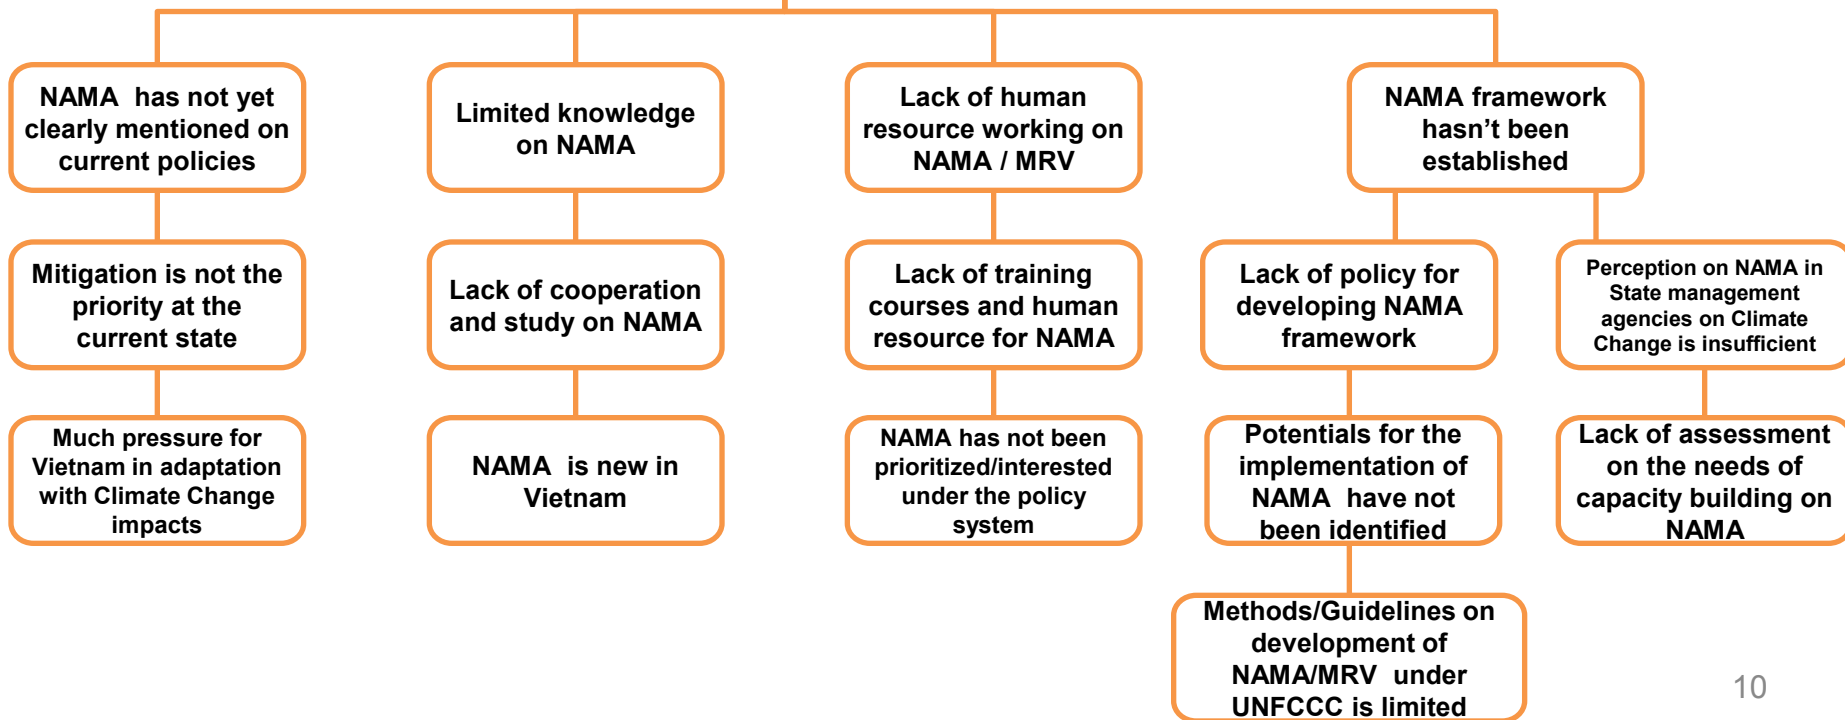 NAMA has not yet
clearly mentioned on
current policies
Limited knowledge
on NAMA
Lack of human
resource working on
NAMA / MRV
NAMA framework
hasn't been
established
Mitigation is not the
priority at the
current state
Lack of cooperation
and study on NAMA
Lack of training
courses and human
resource for NAMA
Lack of policy for
developing NAMA
framework
Perception on NAMA in
State management
agencies on Climate
Change is insufficient
Much pressure for
Vietnam in adaptation
with Climate Change
impacts
NAMA is new in
Vietnam
NAMA has not been
prioritized/interested
under the policy
system
Potentials for the
implementation of
NAMA have not
been identified
Lack of assessment
on the needs of
capacity building on
NAMA
Methods/Guidelines on
development of
NAMA/MRV under
UNFCCC is limited
10